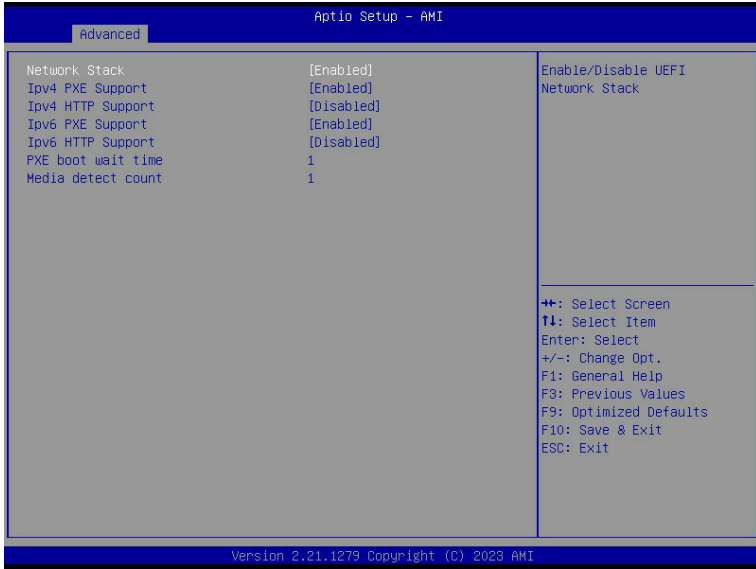 Aptio Setup – AMI
Advanced
Network Stack [Enabled]
Ipv4 PXE Support [Enabled]
Ipv4 HTTP Support [Disabled]
Ipv6 PXE Support [Enabled]
Ipv6 HTTP Support [Disabled]
PXE boot wait time 1
Media detect count 1
Enable/Disable UEFI
Network Stack
→←: Select Screen
↑↓: Select Item
Enter: Select
+/-: Change Opt.
F1: General Help
F3: Previous Values
F9: Optimized Defaults
F10: Save & Exit
ESC: Exit
Version 2.21.1279 Copyright (C) 2023 AMI